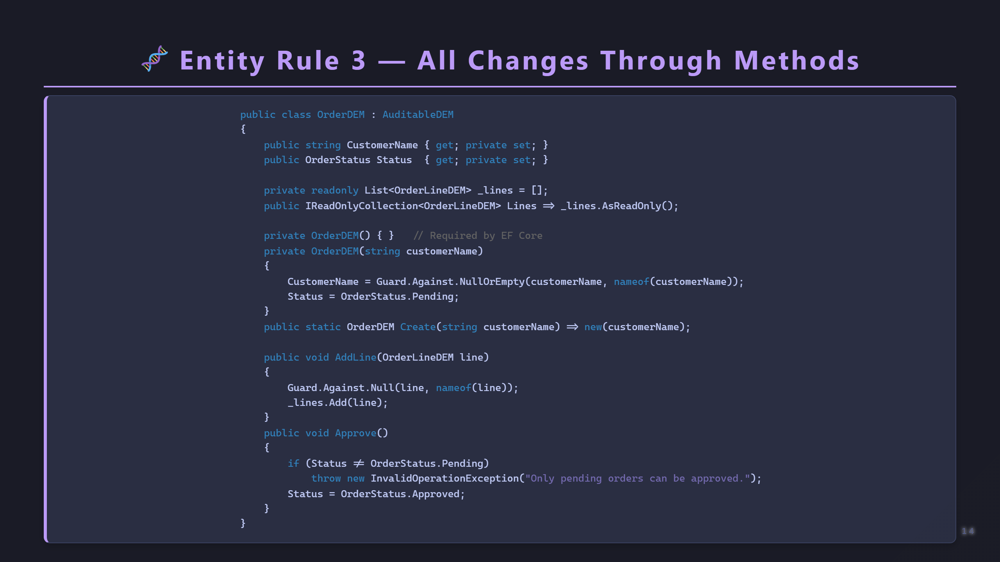 🧬 Entity Rule 3 — All Changes Through Methods
public class OrderDEM : AuditableDEM
{
    public string CustomerName { get; private set; }
    public OrderStatus Status  { get; private set; }

    private readonly List<OrderLineDEM> _lines = [];
    public IReadOnlyCollection<OrderLineDEM> Lines => _lines.AsReadOnly();

    private OrderDEM() { }   // Required by EF Core
    private OrderDEM(string customerName)
    {
        CustomerName = Guard.Against.NullOrEmpty(customerName, nameof(customerName));
        Status = OrderStatus.Pending;
    }
    public static OrderDEM Create(string customerName) => new(customerName);

    public void AddLine(OrderLineDEM line)
    {
        Guard.Against.Null(line, nameof(line));
        _lines.Add(line);
    }
    public void Approve()
    {
        if (Status != OrderStatus.Pending)
            throw new InvalidOperationException("Only pending orders can be approved.");
        Status = OrderStatus.Approved;
    }
}
14